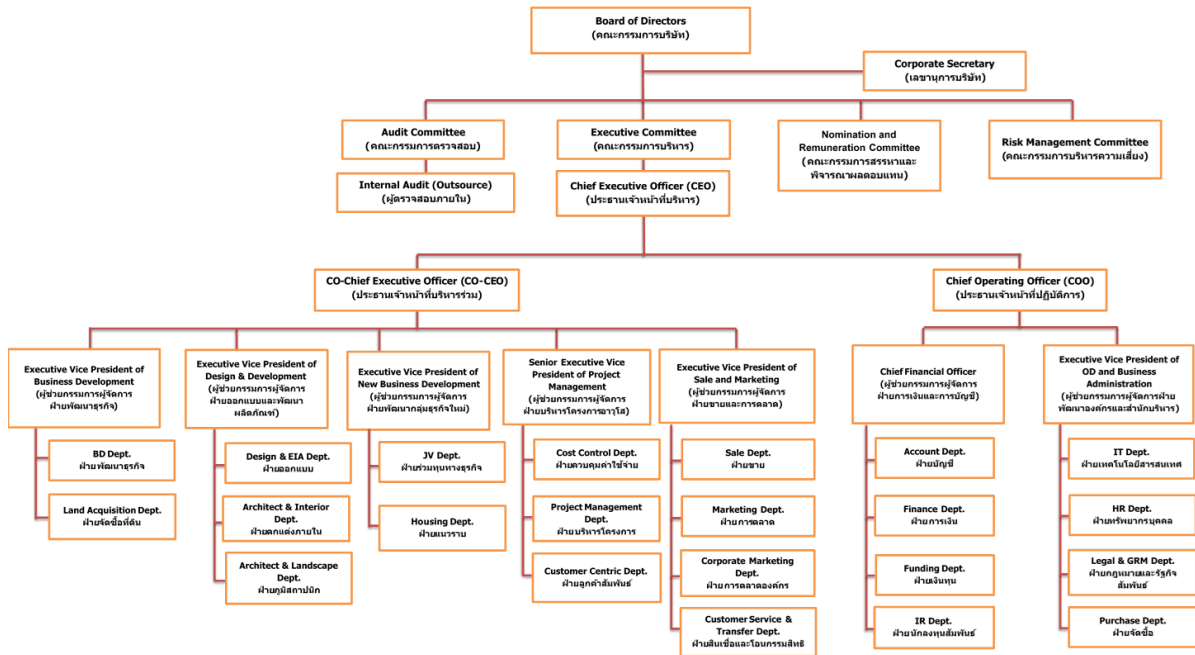 Board of Directors
(คณะกรรมการบริษัท)
Corporate Secretary
(เลขานุการบริษัท)
Audit Committee
(คณะกรรมการตรวจสอบ)
Executive Committee
(คณะกรรมการบริหาร)
Nomination and
Remuneration Committee
(คณะกรรมการสรรหาและ
พิจารณาผลตอบแทน)
Risk Management Committee
(คณะกรรมการบริหารความเสี่ยง)
Internal Audit (Outsource)
(ผู้ตรวจสอบภายใน)
Chief Executive Officer (CEO)
(ประธานเจ้าหน้าที่บริหาร)
CO-Chief Executive Officer (CO-CEO)
(ประธานเจ้าหน้าที่บริหารร่วม)
Chief Operating Officer (COO)
(ประธานเจ้าหน้าที่ปฏิบัติการ)
Executive Vice President of
Business Development
(ผู้ช่วยกรรมการผู้จัดการ
ฝ่ายพัฒนาธุรกิจ)
Executive Vice President of
Design & Development
(ผู้ช่วยกรรมการผู้จัดการ
ฝ่ายออกแบบและพัฒนา
ผลิตภัณฑ์)
Executive Vice President of
New Business Development
(ผู้ช่วยกรรมการผู้จัดการ
ฝ่ายพัฒนากลุ่มธุรกิจใหม่)
Senior Executive Vice
President of Project
Management
(ผู้ช่วยกรรมการผู้จัดการ
ฝ่ายบริหารโครงการอาวุโส)
Executive Vice President of
Sale and Marketing
(ผู้ช่วยกรรมการผู้จัดการ
ฝ่ายขายและการตลาด)
Chief Financial Officer
(ผู้ช่วยกรรมการผู้จัดการ
ฝ่ายการเงินและการบัญชี)
Executive Vice President of
OD and Business
Administration
(ผู้ช่วยกรรมการผู้จัดการฝ่าย
พัฒนาองค์กรและสำนักบริหาร)
BD Dept.
ฝ่ายพัฒนาธุรกิจ
Land Acquisition Dept.
ฝ่ายจัดซื้อที่ดิน
Design & EIA Dept.
ฝ่ายออกแบบ
Architect & Interior
Dept.
ฝ่ายตกแต่งภายใน
Architect & Landscape
Dept.
ฝ่ายภูมิสถาปนิก
JV Dept.
ฝ่ายร่วมทุนทางธุรกิจ
Housing Dept.
ฝ่ายแนวราบ
Cost Control Dept.
ฝ่ายควบคุมค่าใช้จ่าย
Project Management
Dept.
ฝ่ายบริหารโครงการ
Customer Centric Dept.
ฝ่ายลูกค้าสัมพันธ์
Sale Dept.
ฝ่ายขาย
Marketing Dept.
ฝ่ายการตลาด
Corporate Marketing
Dept.
ฝ่ายการตลาดองค์กร
Customer Service &
Transfer Dept.
ฝ่ายสินเชื่อและโอนกรรมสิทธิ
Account Dept.
ฝ่ายบัญชี
Finance Dept.
ฝ่ายการเงิน
Funding Dept.
ฝ่ายเงินทุน
IR Dept.
ฝ่ายนักลงทุนสัมพันธ์
IT Dept.
ฝ่ายเทคโนโลยีสารสนเทศ
HR Dept.
ฝ่ายทรัพยากรบุคคล
Legal & GRM Dept.
ฝ่ายกฎหมายและรัฐกิจ
สัมพันธ์
Purchase Dept.
ฝ่ายจัดซื้อ